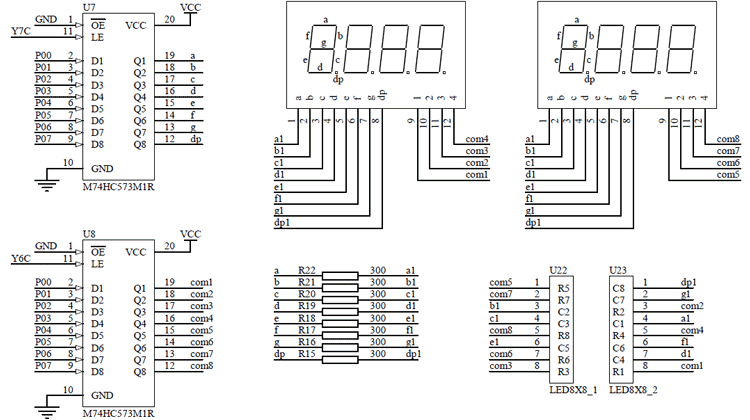 U7
GND 1 OE VCC 20 VCC
Y7C 11 LE
P00 2 D1 Q1 19 a
P01 3 D2 Q2 18 b
P02 4 D3 Q3 17 c
P03 5 D4 Q4 16 d
P04 6 D5 Q5 15 e
P05 7 D6 Q6 14 f
P06 8 D7 Q7 13 g
P07 9 D8 Q8 12 dp
10 GND
M74HC573M1R
a
f b
g
e c
d
dp
a b c d e f g dp 1 2 3 4
1 2 3 4 5 6 7 8 9 10 11 12
a1 com4
b1 com3
c1 com2
d1 com1
e1
f1
g1
dp1
a
f b
g
e c
d
dp
a b c d e f g dp 1 2 3 4
1 2 3 4 5 6 7 8 9 10 11 12
a1 com8
b1 com7
c1 com6
d1 com5
e1
f1
g1
dp1
U8
GND 1 OE VCC 20 VCC
Y6C 11 LE
P00 2 D1 Q1 19 com1
P01 3 D2 Q2 18 com2
P02 4 D3 Q3 17 com3
P03 5 D4 Q4 16 com4
P04 6 D5 Q5 15 com5
P05 7 D6 Q6 14 com6
P06 8 D7 Q7 13 com7
P07 9 D8 Q8 12 com8
10 GND
M74HC573M1R
a R22 300 a1
b R21 300 b1
c R20 300 c1
d R19 300 d1
e R18 300 e1
f R17 300 f1
g R16 300 g1
dp R15 300 dp1
U22
com5 1 R5
com7 2 R7
b1 3 C2
c1 4 C3
com8 5 R8
e1 6 C5
com6 7 R6
com3 8 R3
LED8X8_1
U23
C8 1 dp1
C7 2 g1
R2 3 com2
C1 4 a1
R4 5 com4
C6 6 f1
C4 7 d1
R1 8 com1
LED8X8_2